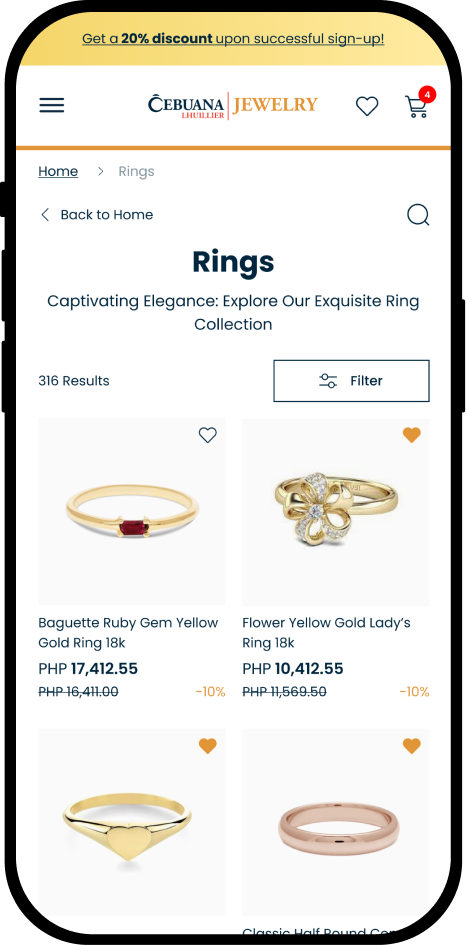 Get a 20% discount upon successful sign-up!
CEBUANA LHUILLIER JEWELRY
4
Home > Rings
Back to Home
Rings
Captivating Elegance: Explore Our Exquisite Ring
Collection
316 Results
Filter
Baguette Ruby Gem Yellow
Gold Ring 18k
PHP 17,412.55
PHP 16,411.00 -10%
Flower Yellow Gold Lady's
Ring 18k
PHP 10,412.55
PHP 11,569.50 -10%
Classic Half Round